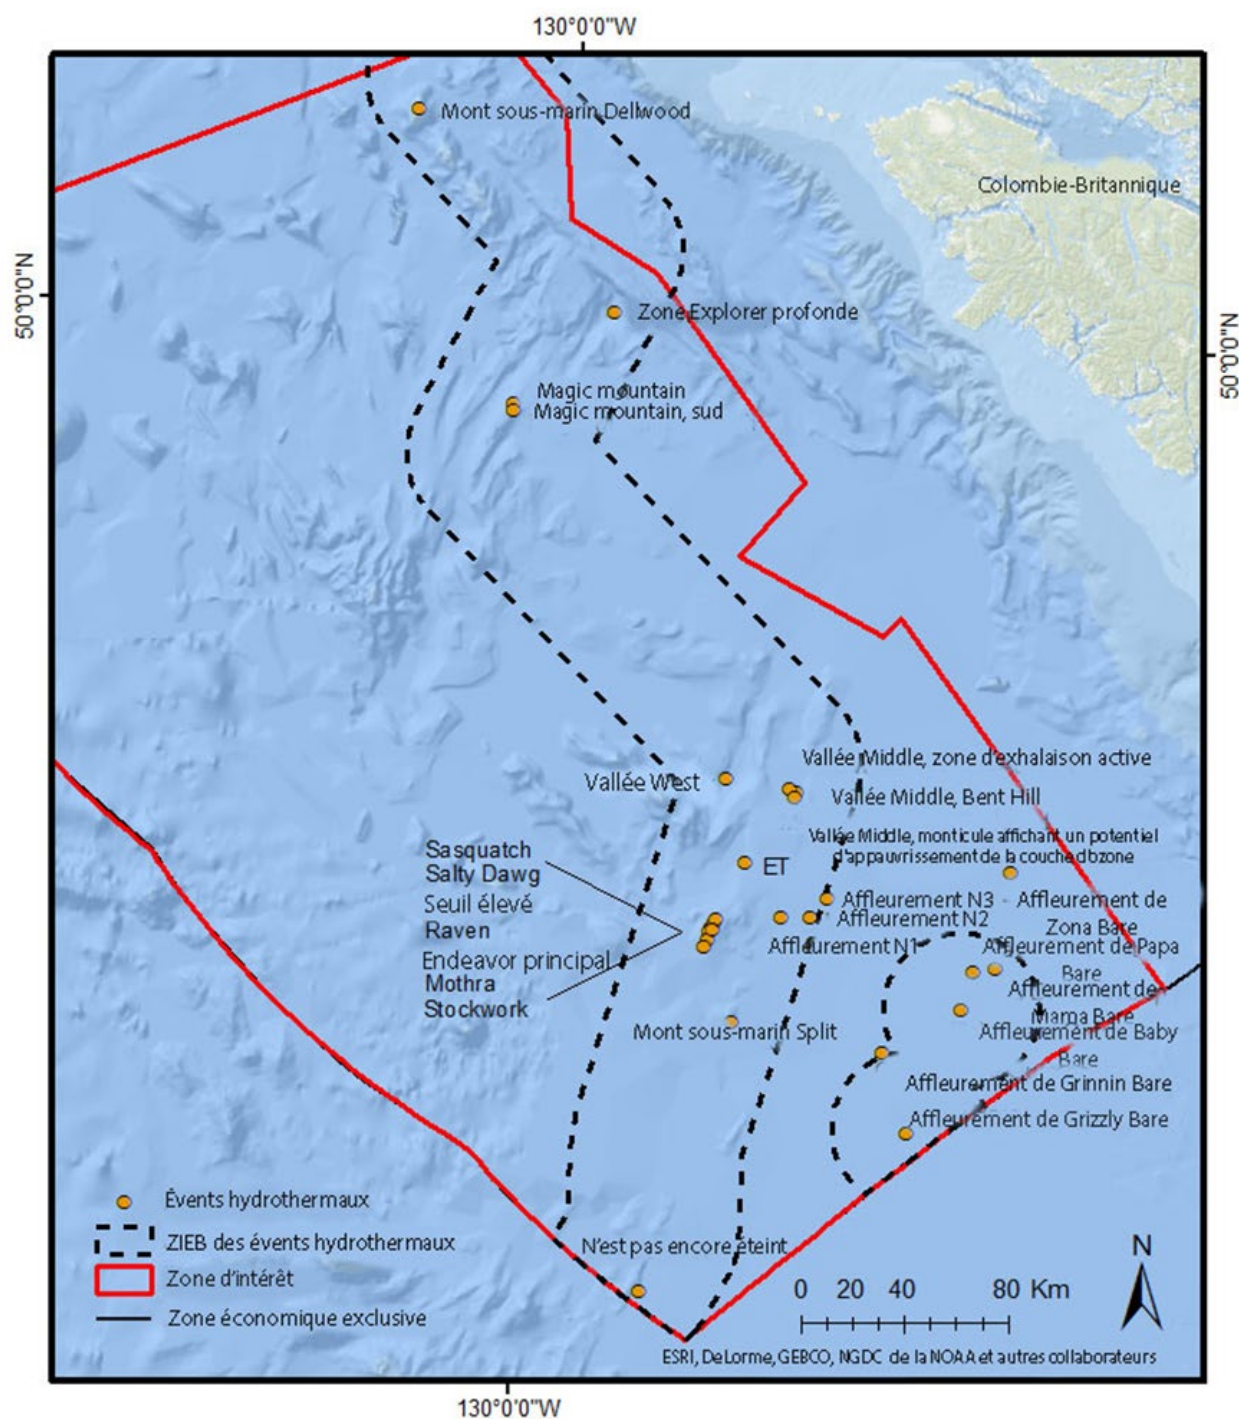 130°0'0"W
Mont sous-marin Dellwood
Colombie-Britannique
50°0'0"N
Zone Explorer profonde
50°0'0"N
Magic mountain
Magic mountain, sud
Vallée Middle, zone d'exhalaison active
Vallée West
Vallée Middle, Bent Hill
Vallée Middle, monticule affichant un potentiel
d'appauvrissement de la couche d'bzone
Sasquatch
Salty Dawg
Seuil élevé
Raven
Endeavor principal
Mothra
Stockwork
ET
Affleurement N3
Affleurement N2
Affleurement N1
Affleurement de
Zona Bare
Affleurement de Papa
Bare
Affleurement de
Mama Bare
Affleurement de Baby
Bare
Mont sous-marin Split
Affleurement de Grinnin Bare
Affleurement de Grizzly Bare
N'est pas encore éteint
Évents hydrothermaux
ZIEB des évents hydrothermaux
Zone d'intérêt
Zone économique exclusive
0 20 40 80 Km
N
ESRI, DeLorme, GEBCO, NGDC de la NOAA et autres collaborateurs
130°0'0"W